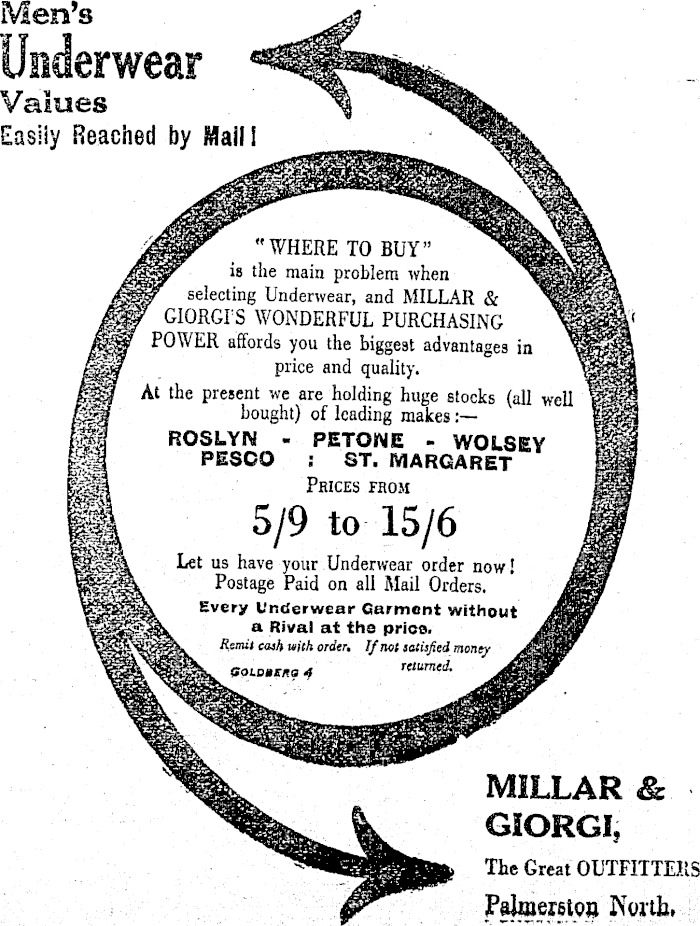 Men's
Underwear
Values
Easily Reached by Mail!
"WHERE TO BUY"
is the main problem when
selecting Underwear, and MILLAR &
GIORGI'S WONDERFUL PURCHASING
POWER affords you the biggest advantages in
price and quality.
At the present we are holding huge stocks (all well
bought) of leading makes:—
ROSLYN - PETONE - WOLSEY
PESCO : ST. MARGARET
PRICES FROM
5/9 to 15/6
Let us have your Underwear order now!
Postage Paid on all Mail Orders.
Every Underwear Garment without
a Rival at the price.
Remit cash with order. If not satisfied money
returned.
GOLDBERG 4
MILLAR &
GIORGI,
The Great OUTFITTERS
Palmerston North.